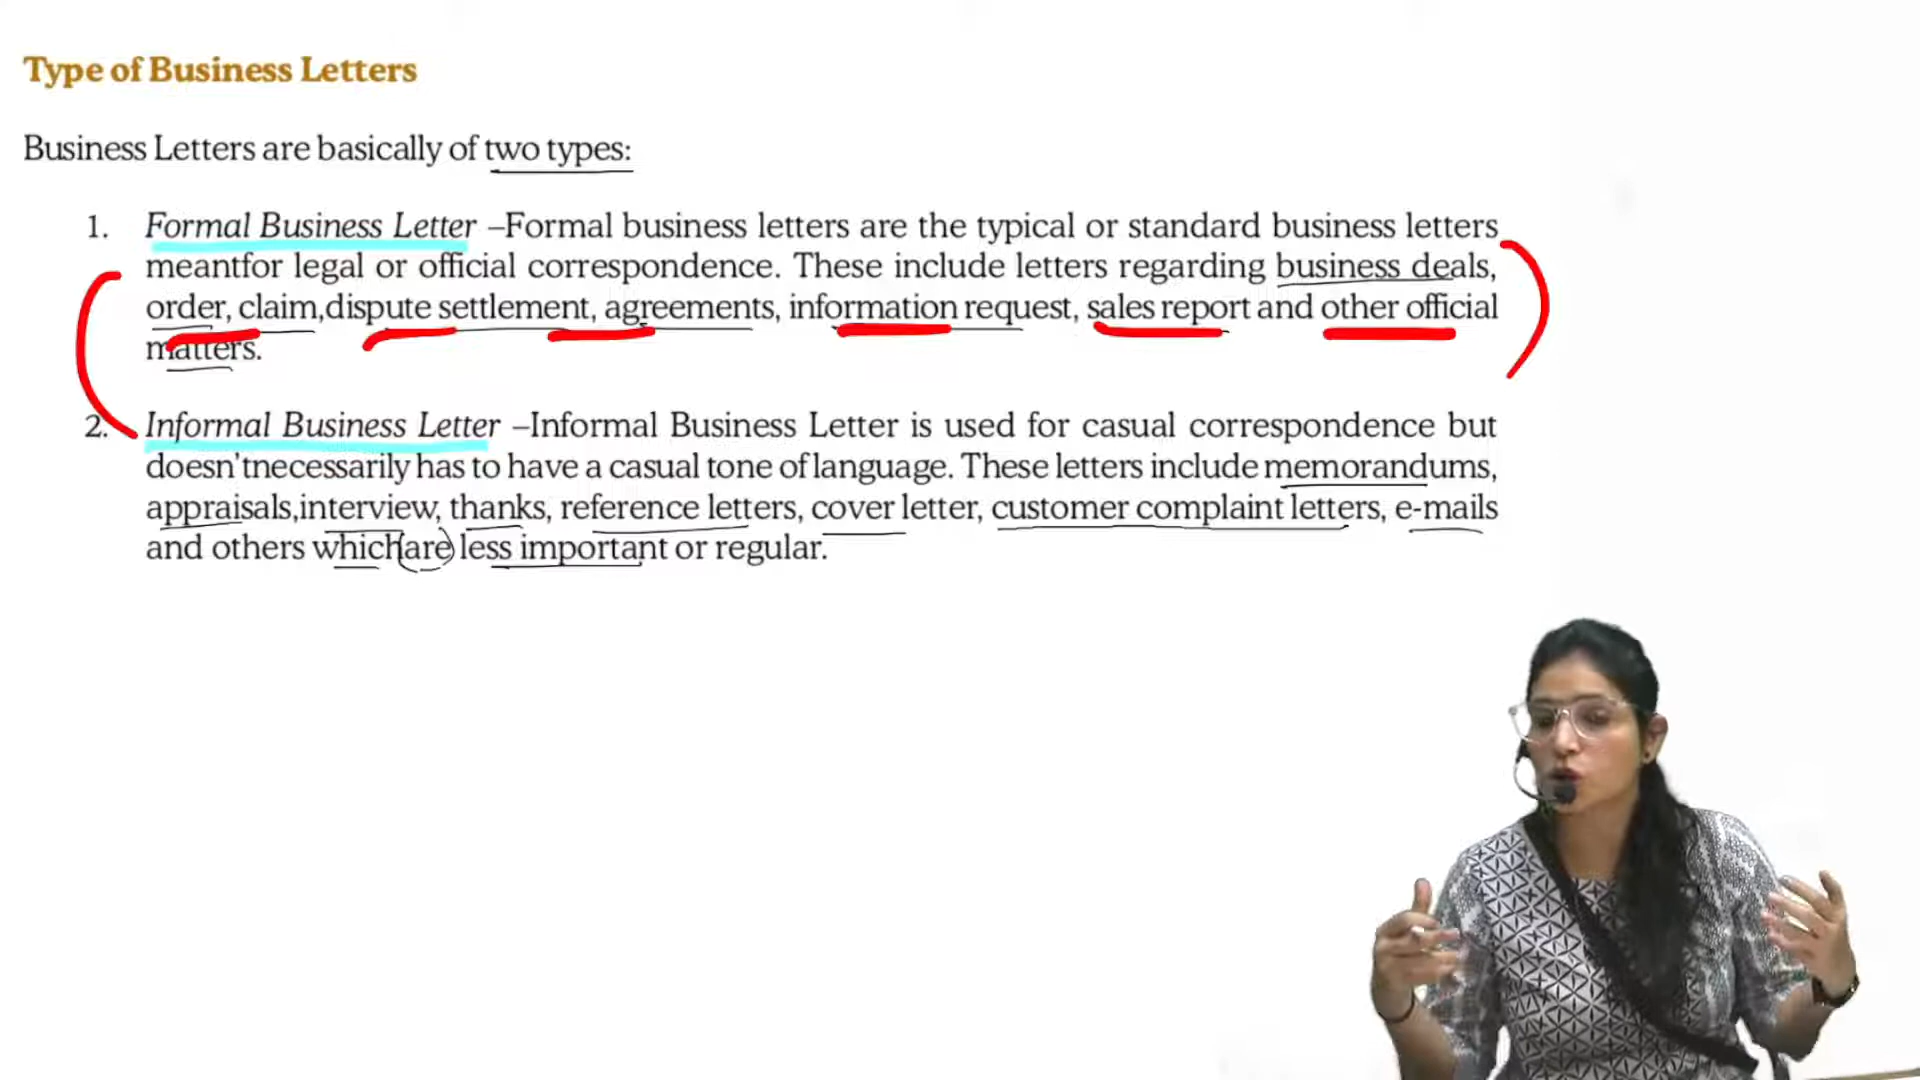 Type of Business Letters
Business Letters are basically of two types:
1. Formal Business Letter –Formal business letters are the typical or standard business letters
meantfor legal or official correspondence. These include letters regarding business deals,
order, claim,dispute settlement, agreements, information request, sales report and other official
matters.
2. Informal Business Letter –Informal Business Letter is used for casual correspondence but
doesn'tnecessarily has to have a casual tone of language. These letters include memorandums,
appraisals,interview, thanks, reference letters, cover letter, customer complaint letters, e-mails
and others which(are) less important or regular.